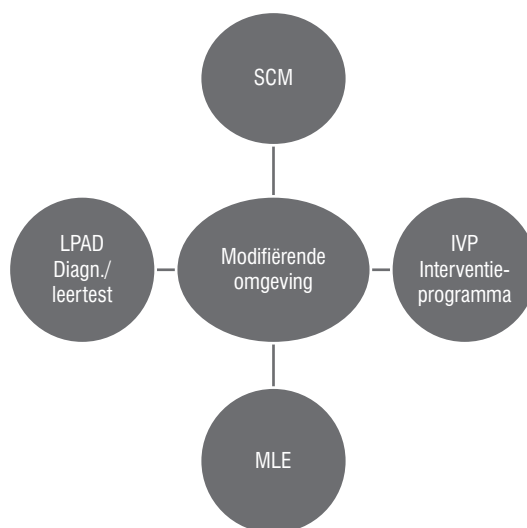 SCM
LPAD
Diagn./
leertest
Modifiërende
omgeving
IVP
Interventie-
programma
MLE